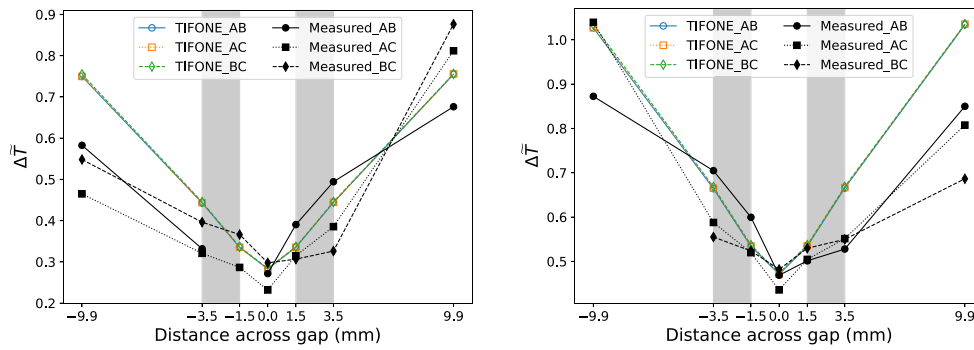 0.9
0.8
0.7
0.6
0.5
0.4
0.3
0.2
ΔT̃
TIFONE_AB
TIFONE_AC
TIFONE_BC
Measured_AB
Measured_AC
Measured_BC
−9.9 −3.5 −1.5 0.0 1.5 3.5 9.9
Distance across gap (mm)
1.0
0.9
0.8
0.7
0.6
0.5
ΔT̃
TIFONE_AB
TIFONE_AC
TIFONE_BC
Measured_AB
Measured_AC
Measured_BC
−9.9 −3.5 −1.5 0.0 1.5 3.5 9.9
Distance across gap (mm)